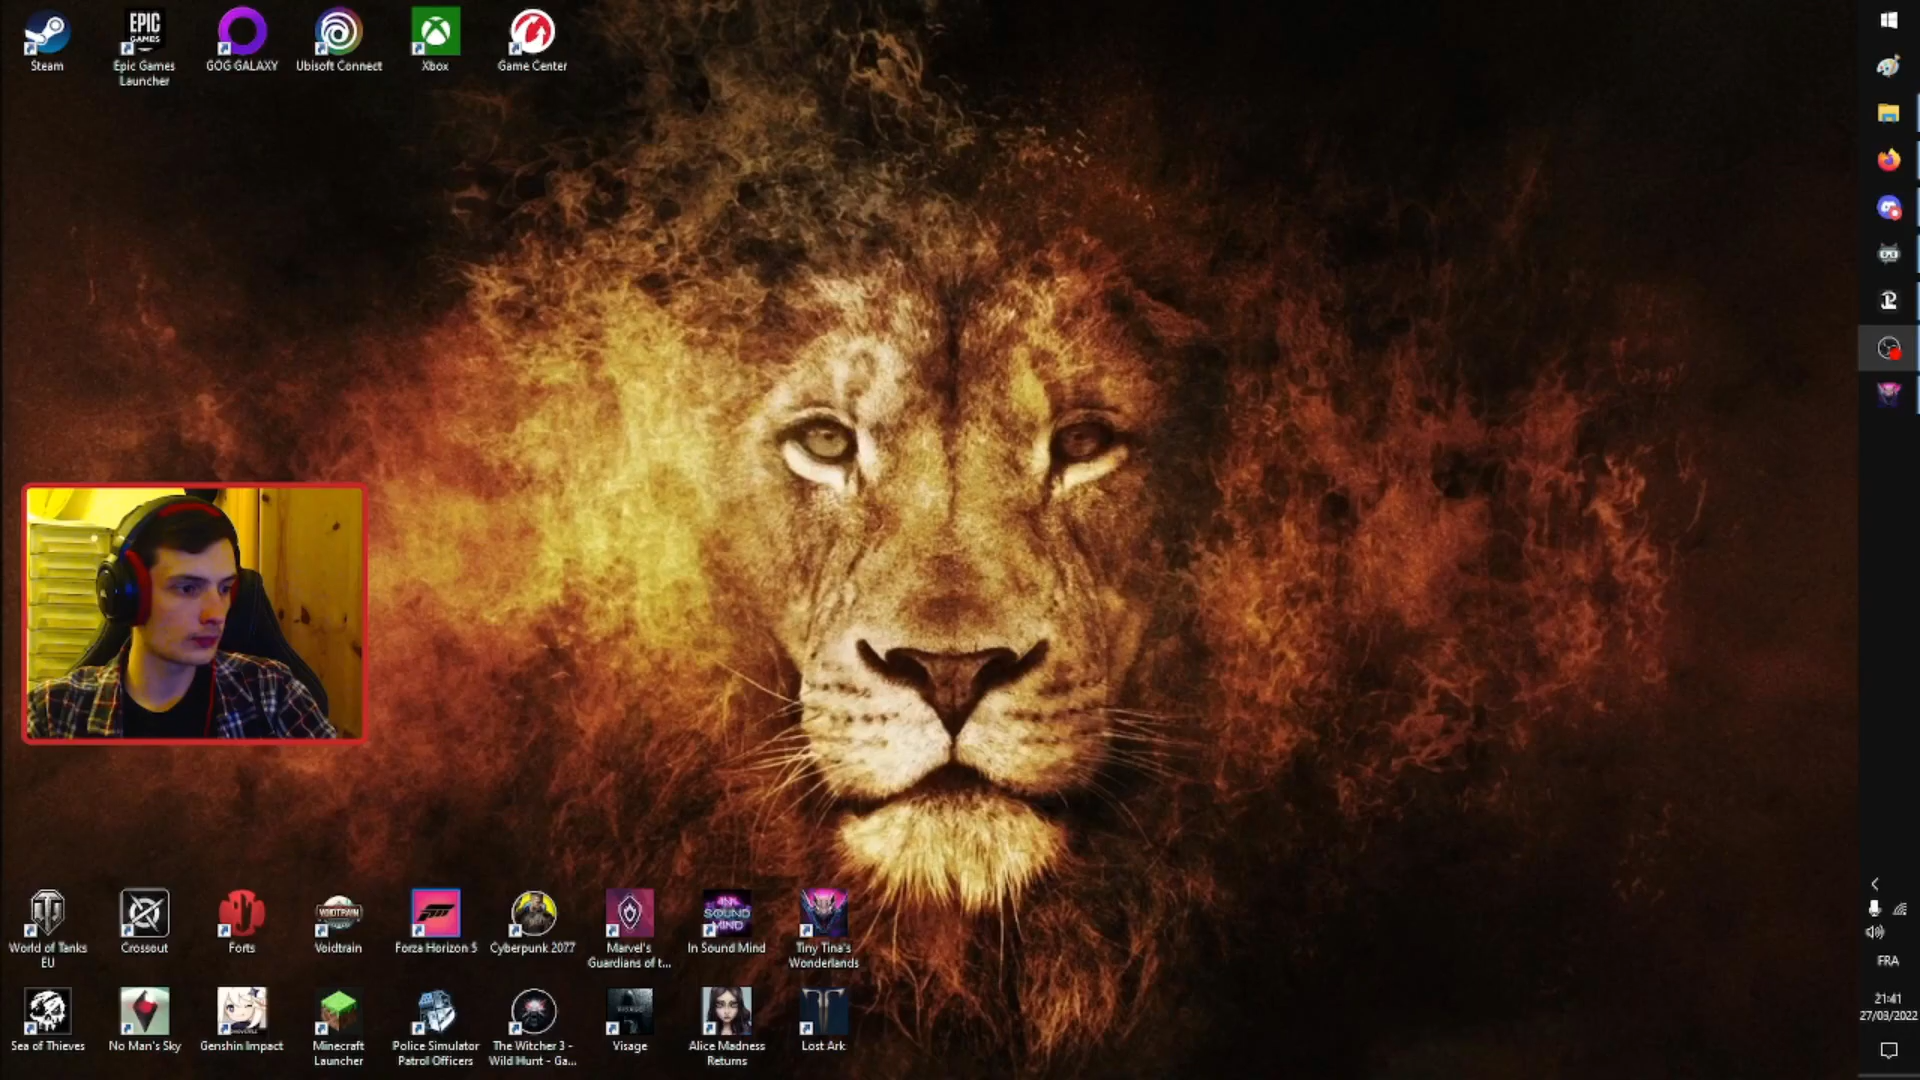 Steam
Epic Games
Launcher
GOG GALAXY
Ubisoft Connect
Xbox
Game Center
World of Tanks
EU
Crossout
Forts
Voidtrain
Forza Horizon 5
Cyberpunk 2077
Marvel's
Guardians of t...
In Sound Mind
Tiny Tina's
Wonderlands
Sea of Thieves
No Man's Sky
Genshin Impact
Minecraft
Launcher
Police Simulator
Patrol Officers
The Witcher 3 -
Wild Hunt - Ga...
Visage
Alice Madness
Returns
Lost Ark
EPIC
GAMES
VOIDTRAIN
IN
SOUND
MIND
VISAGE
FRA
21:41
27/03/2022